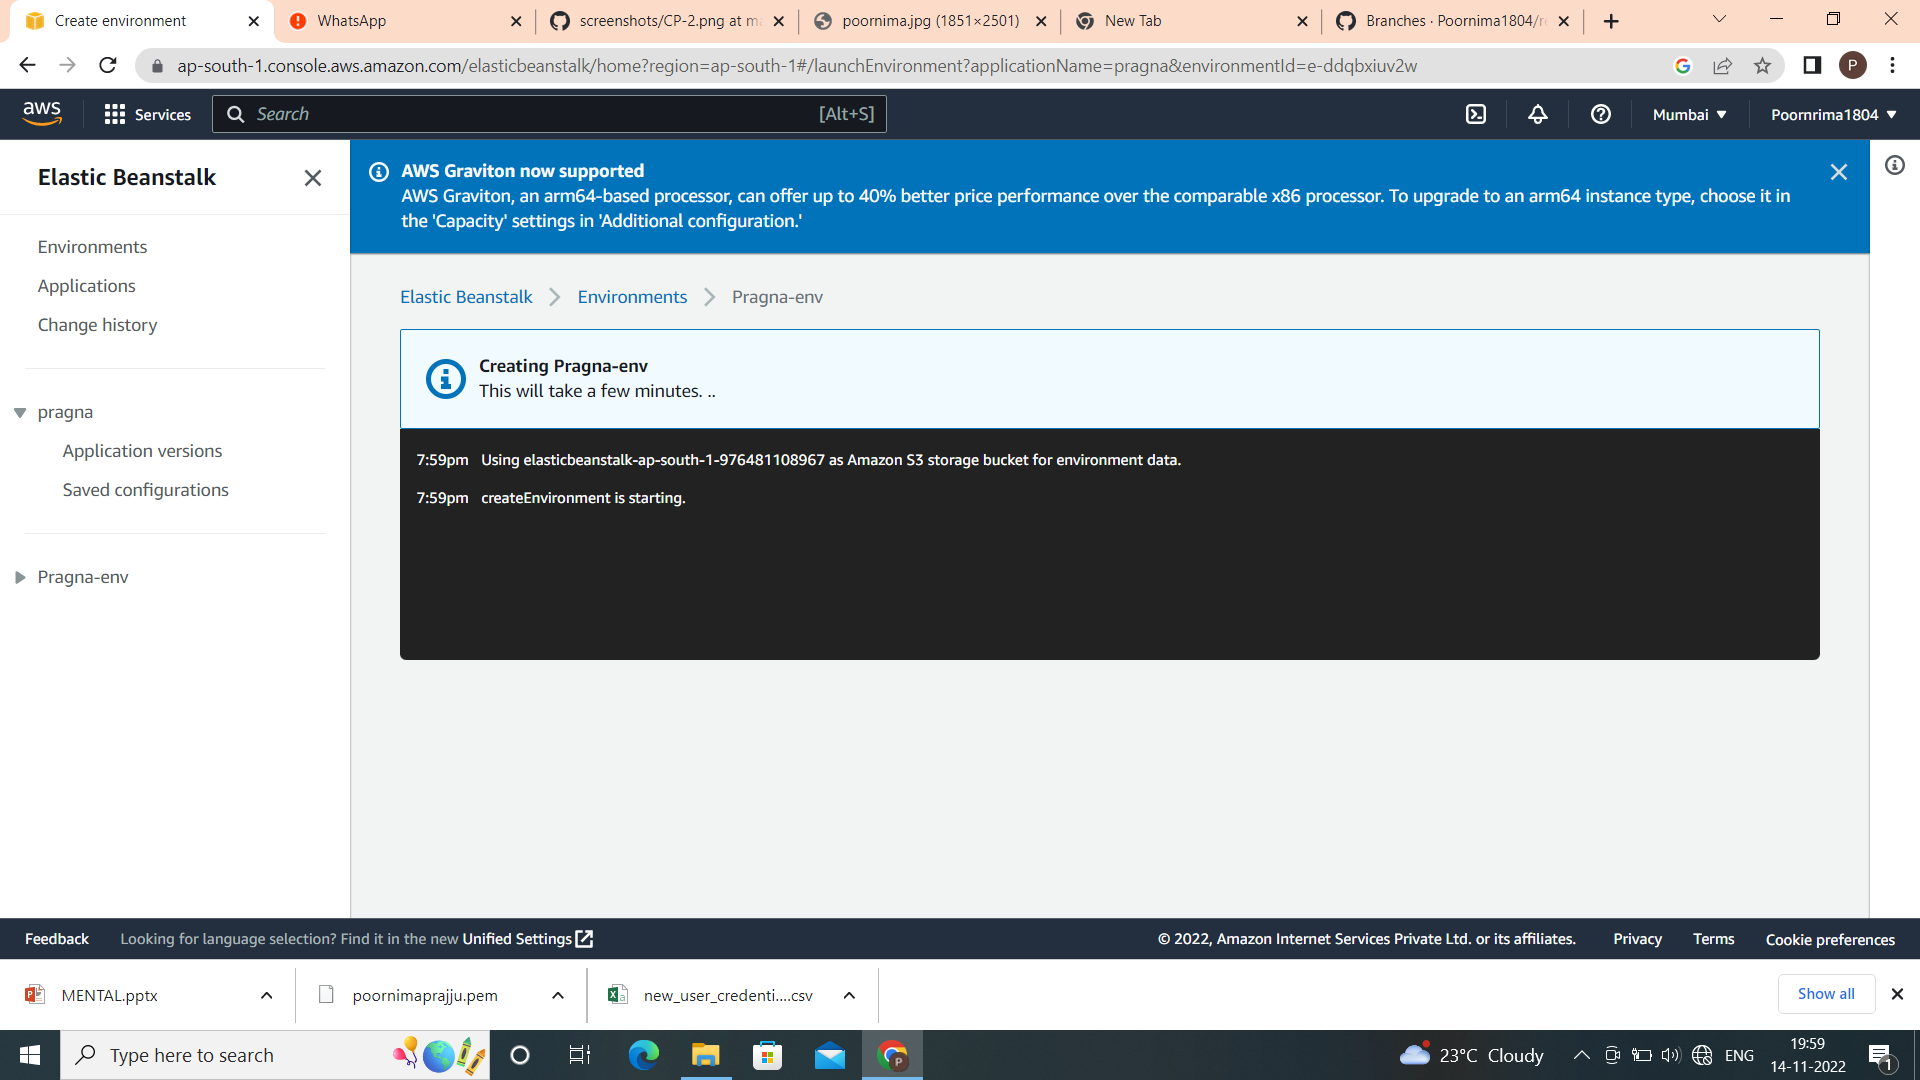 Create environment
WhatsApp
screenshots/CP-2.png at ma
poornima.jpg (1851×2501)
New Tab
Branches · Poornima1804/re
ap-south-1.console.aws.amazon.com/elasticbeanstalk/home?region=ap-south-1#/launchEnvironment?applicationName=pragna&environmentId=e-ddqbxiuv2w
P
aws
Services
Search
[Alt+S]
Mumbai
Poornrima1804
Elastic Beanstalk
Environments
Applications
Change history
pragna
Application versions
Saved configurations
Pragna-env
AWS Graviton now supported
AWS Graviton, an arm64-based processor, can offer up to 40% better price performance over the comparable x86 processor. To upgrade to an arm64 instance type, choose it in
the 'Capacity' settings in 'Additional configuration.'
Elastic Beanstalk
Environments
Pragna-env
Creating Pragna-env
This will take a few minutes. ..
7:59pm Using elasticbeanstalk-ap-south-1-976481108967 as Amazon S3 storage bucket for environment data.
7:59pm createEnvironment is starting.
Feedback
Looking for language selection? Find it in the new Unified Settings
© 2022, Amazon Internet Services Private Ltd. or its affiliates.
Privacy
Terms
Cookie preferences
MENTAL.pptx
poornimaprajju.pem
new_user_credenti....csv
Show all
Type here to search
P
23°C Cloudy
ENG
19:59
14-11-2022
1